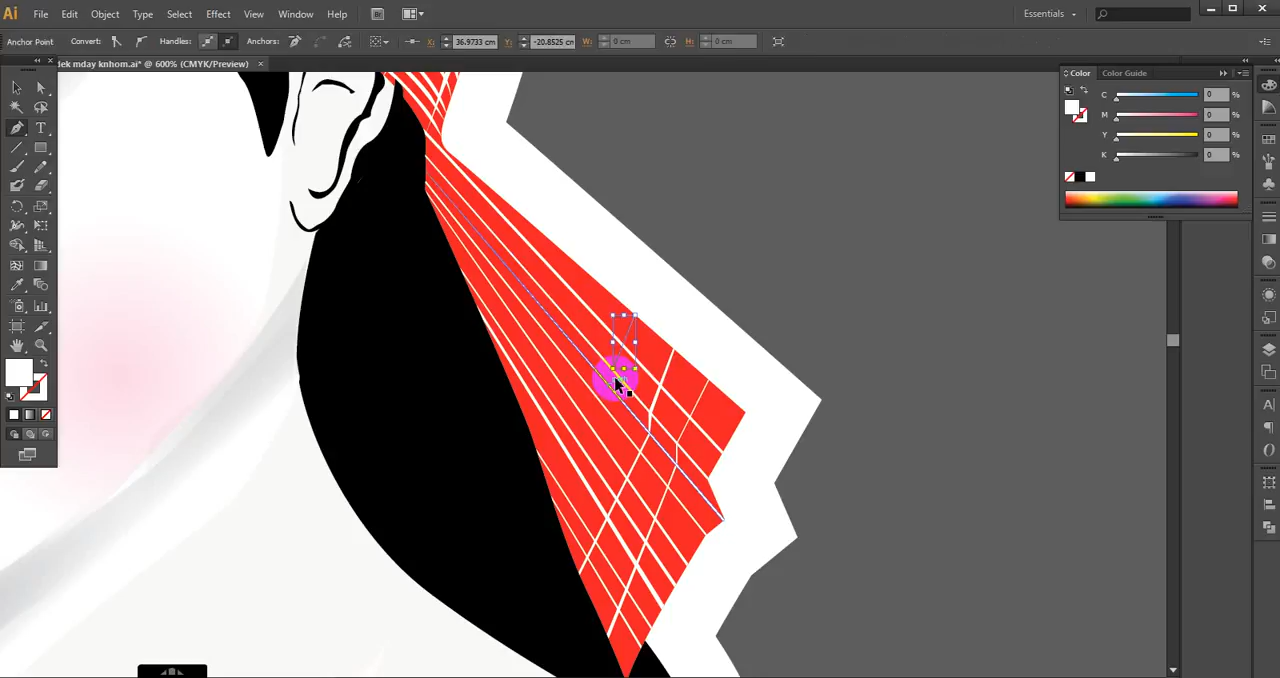 Ai File Edit Object Type Select Effect View Window Help Br Essentials
Anchor Point Convert: Handles: Anchors: X: 36.9733 cm Y: -20.8525 cm W: 0 cm H: 0 cm
dek mday knhom.ai* @ 600% (CMYK/Preview)
Color Color Guide
C 0 %
M 0 %
Y 0 %
K 0 %